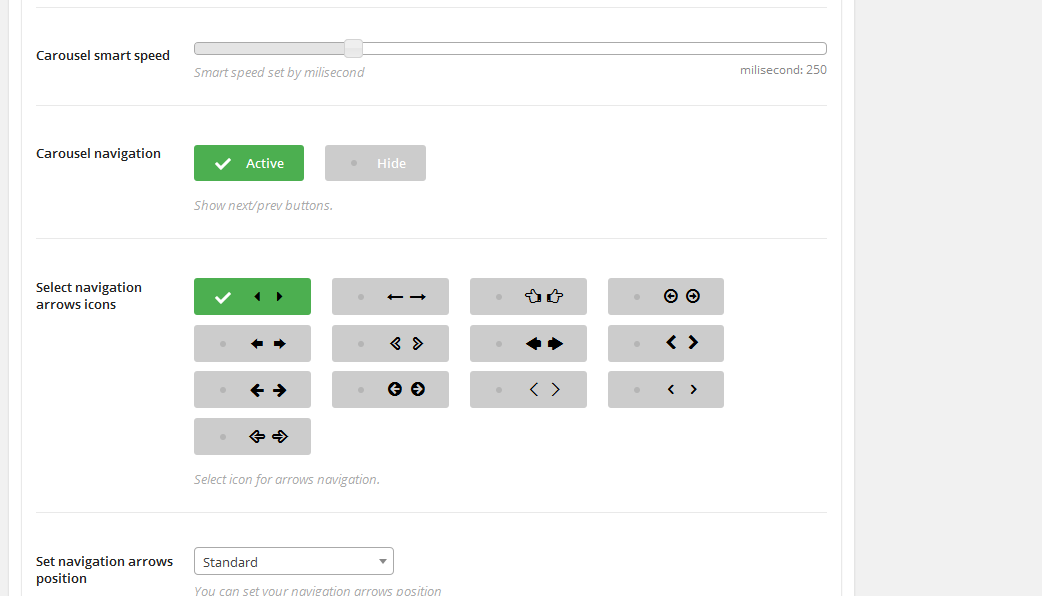 Carousel smart speed
Smart speed set by milisecond
milisecond: 250
Carousel navigation
Active
Hide
Show next/prev buttons.
Select navigation
arrows icons
Select icon for arrows navigation.
Set navigation arrows
position
Standard
You can set your navigation arrows position